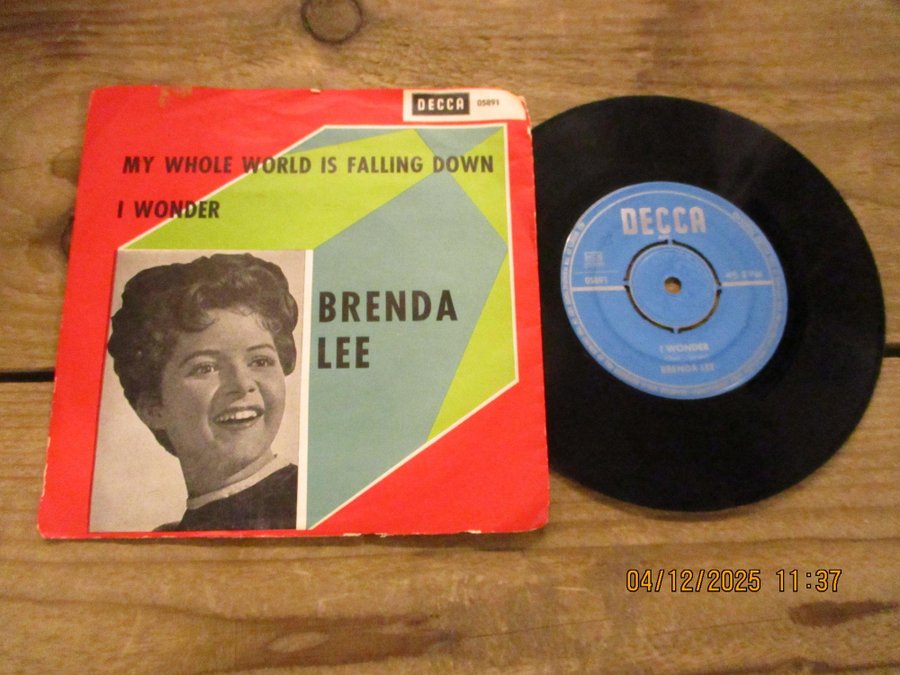 DECCA 05891
MY WHOLE WORLD IS FALLING DOWN
I WONDER
BRENDA
LEE
DECCA
05891
I WONDER
BRENDA LEE
04/12/2025 11:37